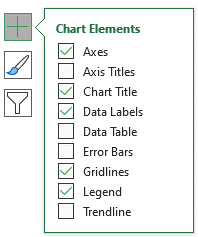 Chart Elements
Axes
Axis Titles
Chart Title
Data Labels
Data Table
Error Bars
Gridlines
Legend
Trendline